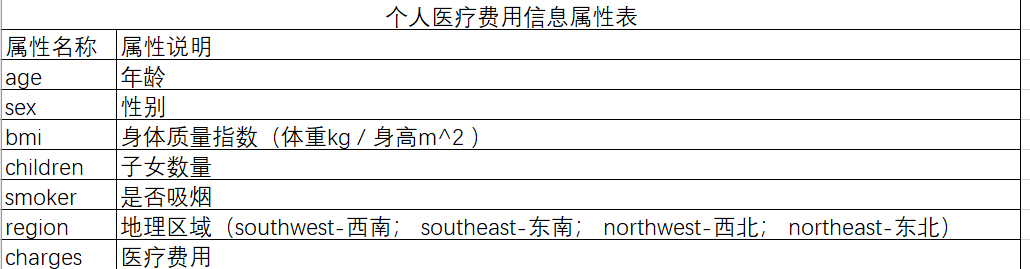 个人医疗费用信息属性表
属性名称 属性说明
age 年龄
sex 性别
bmi 身体质量指数（体重kg / 身高m^2 ）
children 子女数量
smoker 是否吸烟
region 地理区域（southwest-西南； southeast-东南； northwest-西北； northeast-东北）
charges 医疗费用